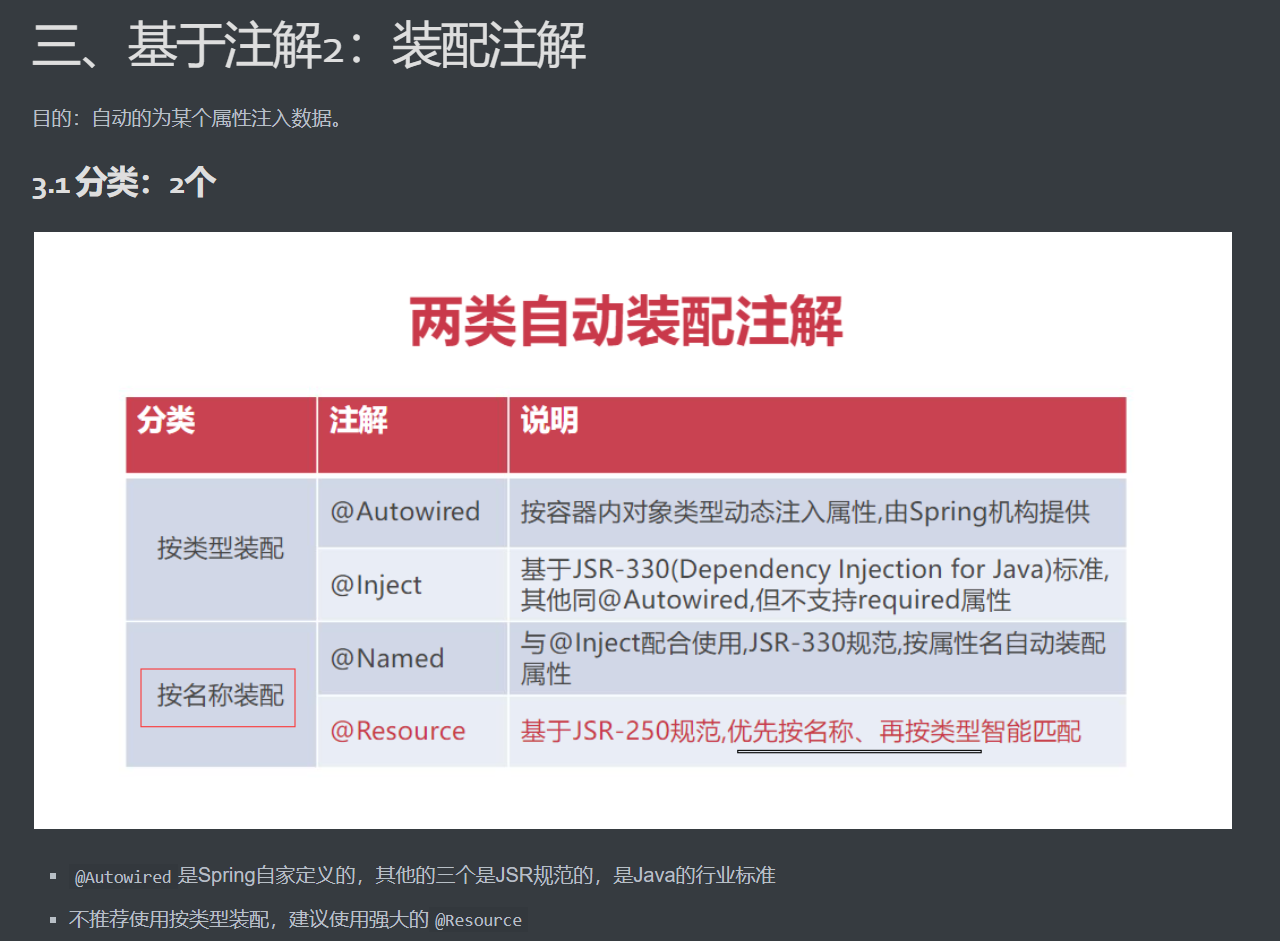 三、基于注解2：装配注解
目的：自动的为某个属性注入数据。
3.1 分类：2个
两类自动装配注解
分类 注解 说明
按类型装配
@Autowired 按容器内对象类型动态注入属性,由Spring机构提供
@Inject 基于JSR-330(Dependency Injection for Java)标准,
其他同@Autowired,但不支持required属性
按名称装配
@Named 与@Inject配合使用,JSR-330规范,按属性名自动装配
属性
@Resource 基于JSR-250规范,优先按名称、再按类型智能匹配
@Autowired 是Spring自家定义的，其他的三个是JSR规范的，是Java的行业标准
不推荐使用按类型装配，建议使用强大的 @Resource